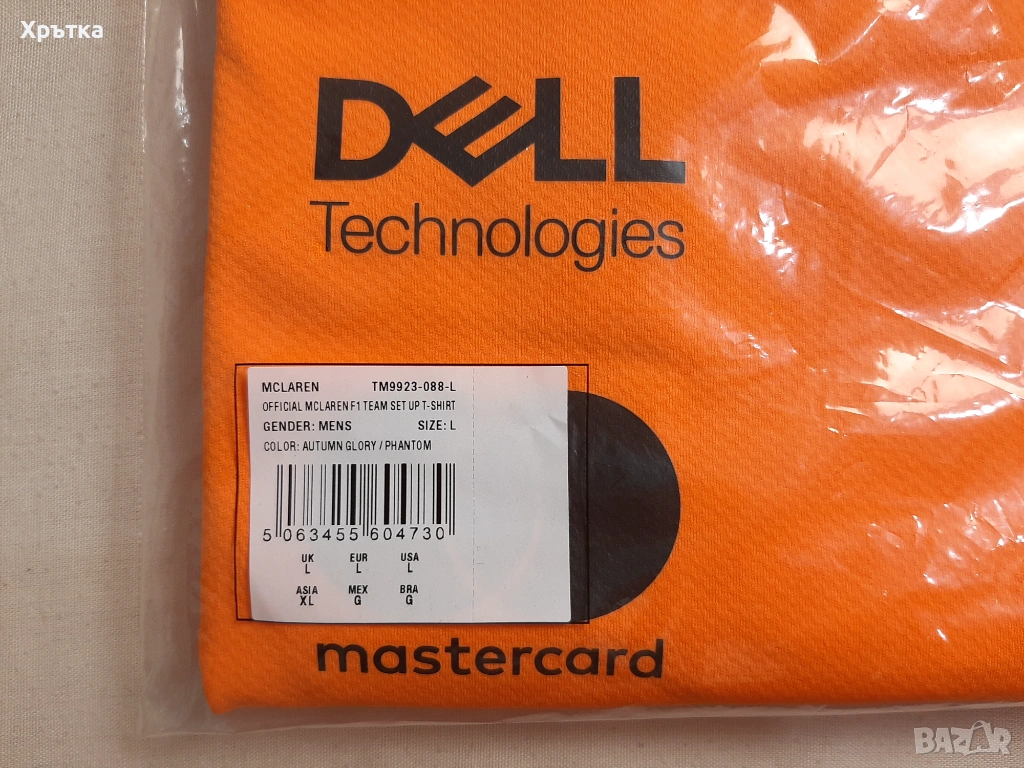 Хрътка
DELL
Technologies
MCLAREN TM9923-088-L
OFFICIAL MCLAREN F1 TEAM SET UP T-SHIRT
GENDER: MENS SIZE: L
COLOR: AUTUMN GLORY / PHANTOM
5 063455 604730
UK EUR USA
L L L
ASIA MEX BRA
XL G G
mastercard
BAZAR